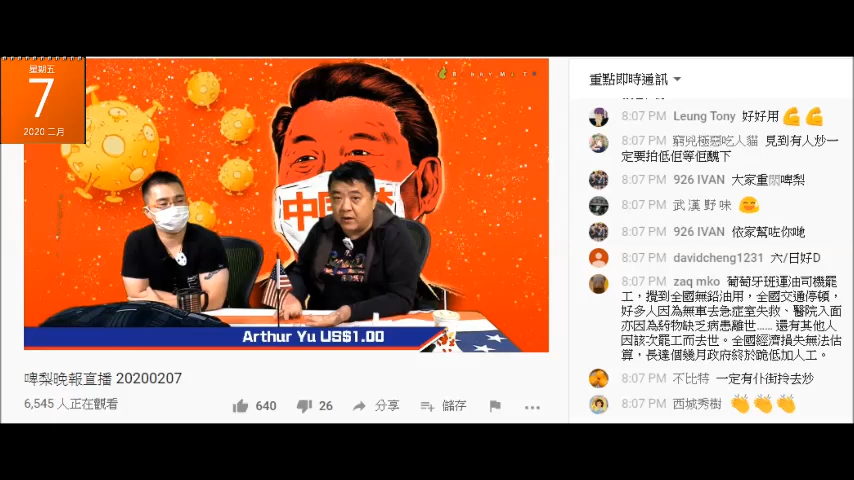 星期五
7
2020 二月
中国
Arthur Yu US$1.00
啤梨晚報直播 20200207
6,545 人正在觀看
640
26
分享
儲存
重點即時通訊
8:07 PM Leung Tony 好好用💪💪
8:07 PM 窮兇極惡吃人貓 見到有人炒一
定要拍低佢等佢醜下
8:07 PM 926 IVAN 大家重悶啤梨
8:07 PM 武漢野味 🤗
8:07 PM 926 IVAN 依家幫咗你哋
8:07 PM davidcheng1231 六/日好D
8:07 PM zaq mko 葡萄牙班運油司機罷
工，攪到全國無鉛油用，全國交通停頓，
好多人因為無車去急症室失救、醫院入面
亦因為藥物缺乏病患離世...... 還有其他人
因該次罷工而去世。全國經濟損失無法估
算，長達個幾月政府終於跪低加人工。
8:07 PM 不比特 一定有仆街拎去炒
8:07 PM 西城秀樹 👏👏👏